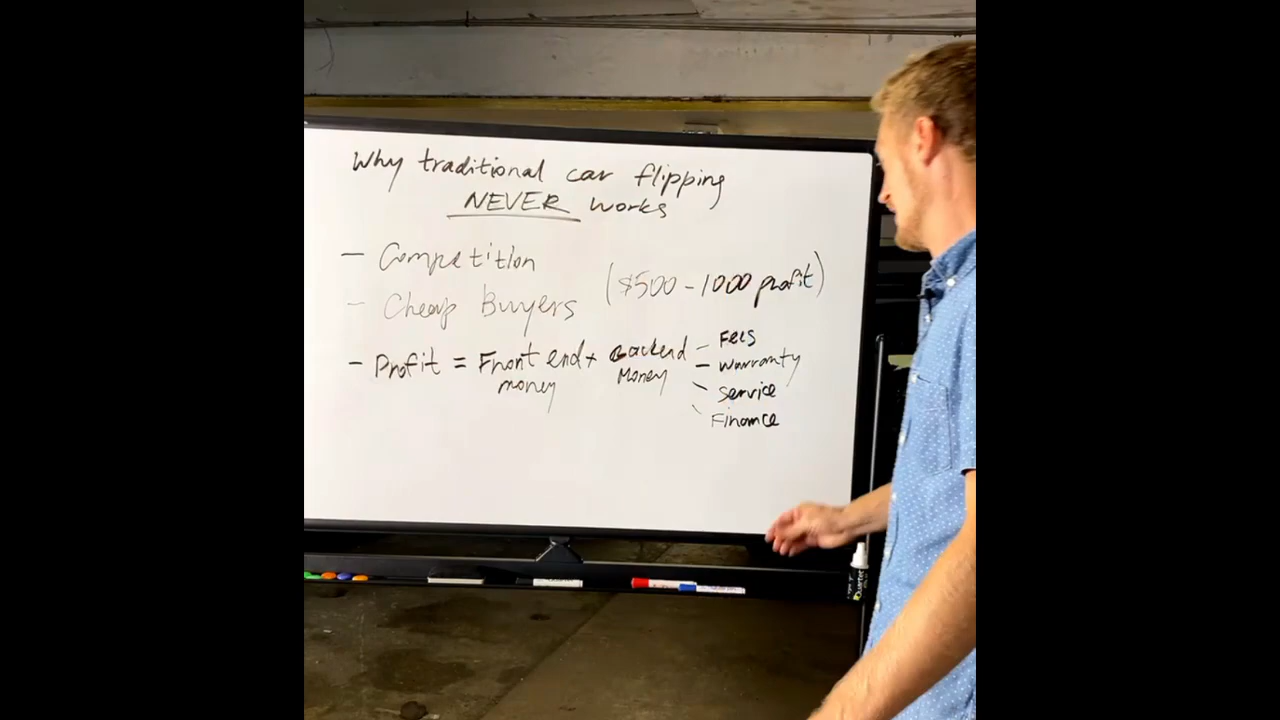 Why traditional car flipping
NEVER works
- Competition
- Cheap Buyers
($500 - 1000 profit)
- Profit = Front end + Backend
money Money
- Fees
- Warranty
- Service
- Finance